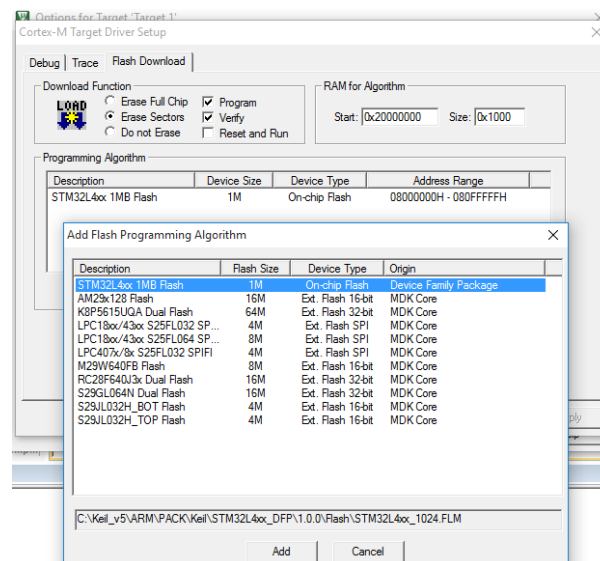 Options for Target 'Target 1'
Cortex-M Target Driver Setup
Debug Trace Flash Download
Download Function
LOAD
Erase Full Chip Program
Erase Sectors Verify
Do not Erase Reset and Run
RAM for Algorithm
Start: 0x20000000 Size: 0x1000
Programming Algorithm
Description Device Size Device Type Address Range
STM32L4xx 1MB Flash 1M On-chip Flash 08000000H - 080FFFFFH
Add Flash Programming Algorithm
Description Flash Size Device Type Origin
STM32L4xx 1MB Flash 1M On-chip Flash Device Family Package
AM29x128 Flash 16M Ext. Flash 16-bit MDK Core
K8P5615UQA Dual Flash 64M Ext. Flash 32-bit MDK Core
LPC18xx/43xx S25FL032 SP... 4M Ext. Flash SPI MDK Core
LPC18xx/43xx S25FL064 SP... 8M Ext. Flash SPI MDK Core
LPC407x/8x S25FL032 SPIFI 4M Ext. Flash SPI MDK Core
M29W640FB Flash 8M Ext. Flash 16-bit MDK Core
RC28F640J3x Dual Flash 16M Ext. Flash 32-bit MDK Core
S29GL064N Dual Flash 16M Ext. Flash 32-bit MDK Core
S29JL032H_BOT Flash 4M Ext. Flash 16-bit MDK Core
S29JL032H_TOP Flash 4M Ext. Flash 16-bit MDK Core
C:\Keil_v5\ARM\PACK\Keil\STM32L4xx_DFP\1.0.0\Flash\STM32L4xx_1024.FLM
Add Cancel